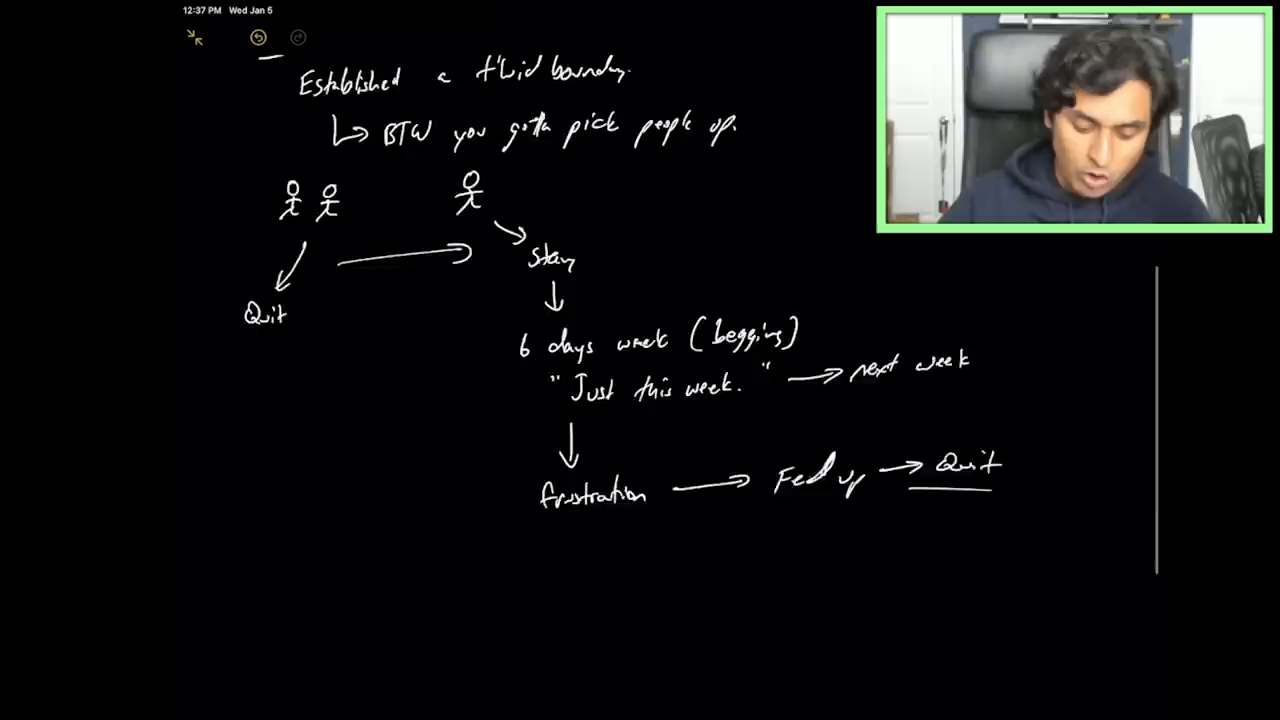 12:37 PM Wed Jan 5
Established a fluid boundry.
BTW you gotta pick people up.
Quit
Stay
6 days week (begging)
"Just this week." → next week
frustration → Fed up → Quit